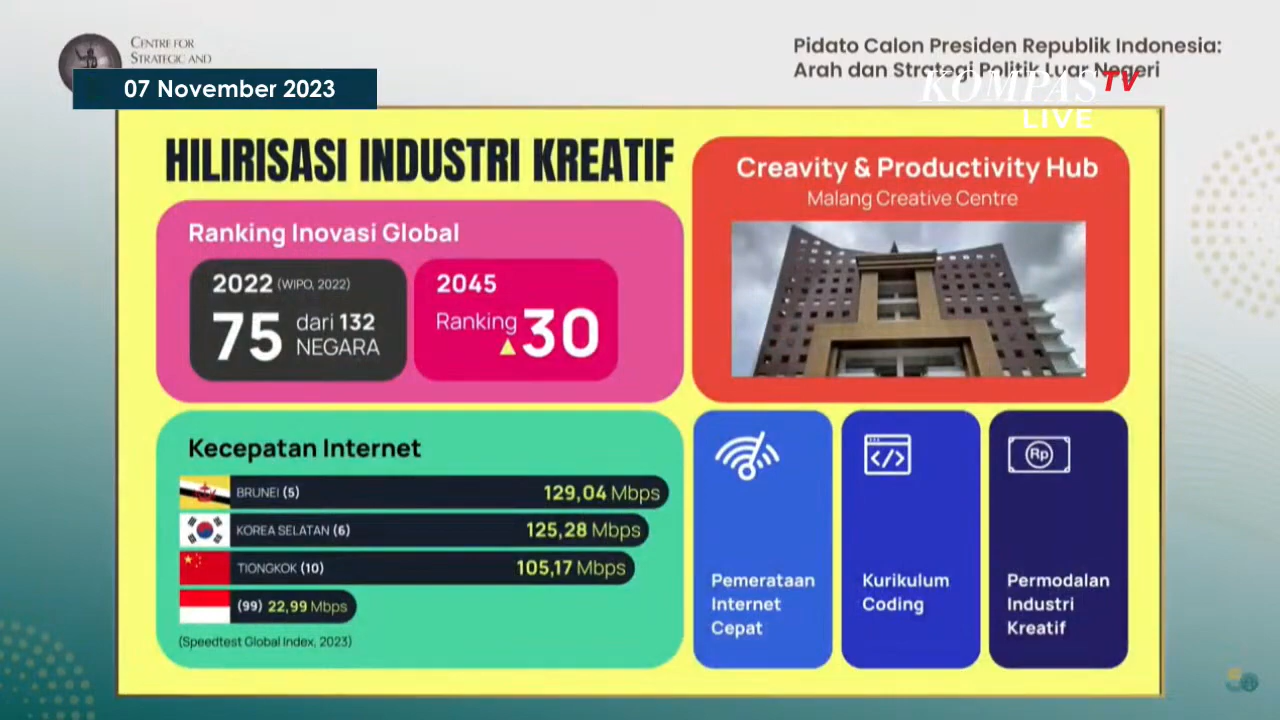 CENTRE FOR
STRATEGIC AND
07 November 2023
Pidato Calon Presiden Republik Indonesia:
Arah dan Strategi Politik Luar Negeri
KOMPAS TV
LIVE
HILIRISASI INDUSTRI KREATIF
Ranking Inovasi Global
2022 (WIPO, 2022)
75 dari 132
NEGARA
2045
Ranking 30
Creavity & Productivity Hub
Malang Creative Centre
Kecepatan Internet
BRUNEI (5) 129,04 Mbps
KOREA SELATAN (6) 125,28 Mbps
TIONGKOK (10) 105,17 Mbps
(99) 22,99 Mbps
(Speedtest Global Index, 2023)
Pemerataan
Internet
Cepat
Kurikulum
Coding
Rp
Permodalan
Industri
Kreatif